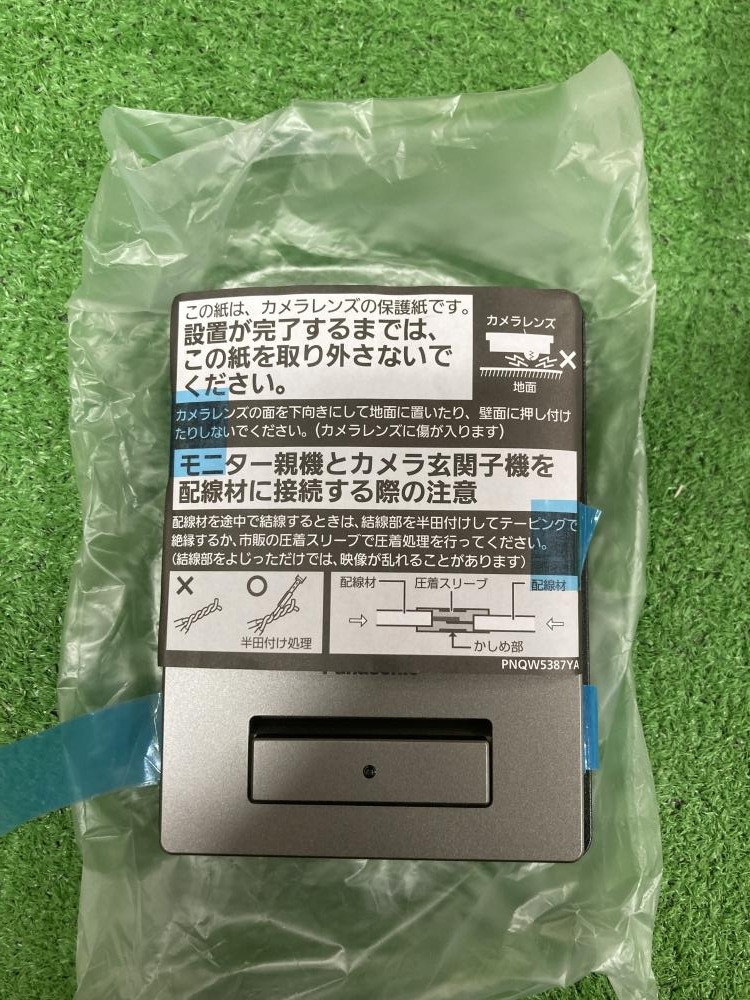 この紙は、カメラレンズの保護紙です。
設置が完了するまでは、
この紙を取り外さないで
ください。
カメラレンズ
地面
カメラレンズの面を下向きにして地面に置いたり、壁面に押し付け
たりしないでください。(カメラレンズに傷が入ります)
モニター親機とカメラ玄関子機を
配線材に接続する際の注意
配線材を途中で結線するときは、結線部を半田付けしてテーピングで
絶縁するか、市販の圧着スリーブで圧着処理を行ってください。
(結線部をよじっただけでは、映像が乱れることがあります)
半田付け処理
配線材
圧着スリーブ
配線材
かしめ部
PNQW5387YA
Panasonic